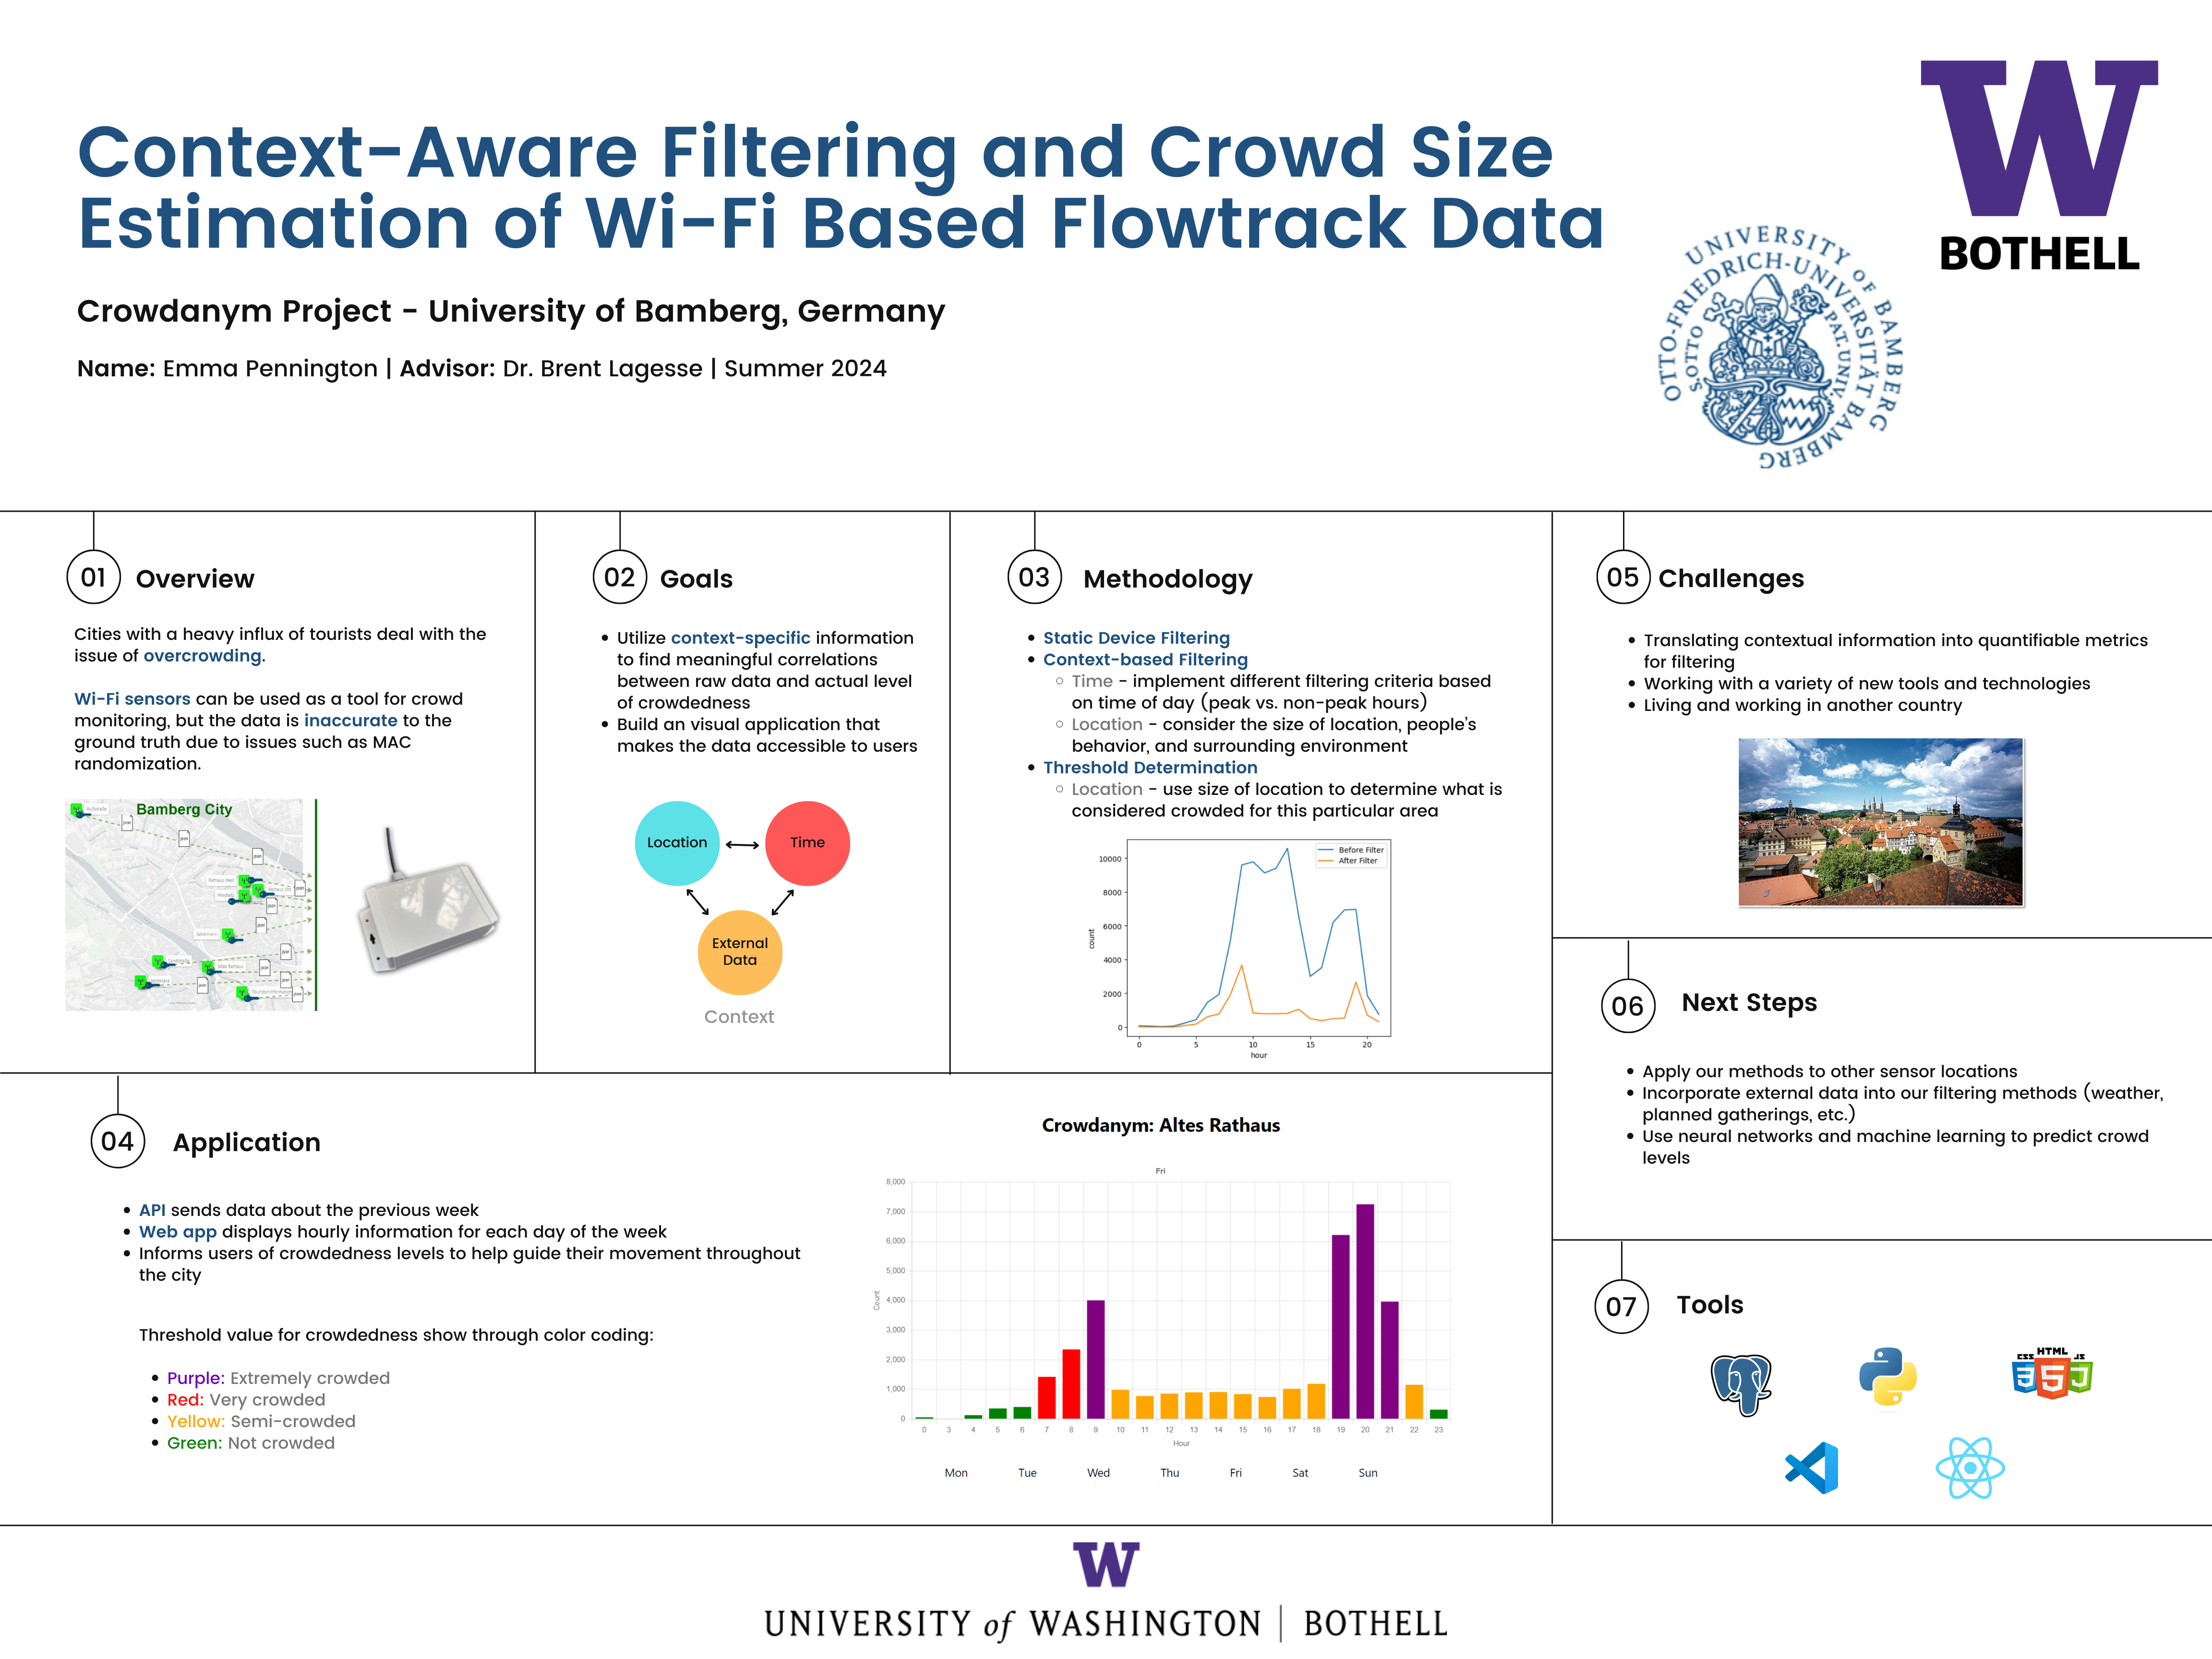 Context-Aware Filtering and Crowd Size
Estimation of Wi-Fi Based Flowtrack Data
Crowdanym Project - University of Bamberg, Germany
Name: Emma Pennington | Advisor: Dr. Brent Lagesse | Summer 2024
W
BOTHELL
UNIVERSITY OF BAMBERG
OTTO-FRIEDRICH-UNIVERSITÄT BAMBERG
S.OTTO
PAT.UNIV.
01 Overview
Cities with a heavy influx of tourists deal with the
issue of overcrowding.
Wi-Fi sensors can be used as a tool for crowd
monitoring, but the data is inaccurate to the
ground truth due to issues such as MAC
randomization.
Bamberg City
02 Goals
Utilize context-specific information
to find meaningful correlations
between raw data and actual level
of crowdedness
Build an visual application that
makes the data accessible to users
Location
Time
External
Data
Context
03 Methodology
Static Device Filtering
Context-based Filtering
Time - implement different filtering criteria based
on time of day (peak vs. non-peak hours)
Location - consider the size of location, people's
behavior, and surrounding environment
Threshold Determination
Location - use size of location to determine what is
considered crowded for this particular area
Before Filter
After Filter
10000
8000
6000
4000
2000
0
count
0 5 10 15 20
hour
04 Application
API sends data about the previous week
Web app displays hourly information for each day of the week
Informs users of crowdedness levels to help guide their movement throughout
the city
Threshold value for crowdedness show through color coding:
Purple: Extremely crowded
Red: Very crowded
Yellow: Semi-crowded
Green: Not crowded
Crowdanym: Altes Rathaus
Fri
8,000
7,000
6,000
5,000
4,000
3,000
2,000
1,000
0
Count
0 3 4 5 6 7 8 9 10 11 12 13 14 15 16 17 18 19 20 21 22 23
Hour
Mon Tue Wed Thu Fri Sat Sun
05 Challenges
Translating contextual information into quantifiable metrics
for filtering
Working with a variety of new tools and technologies
Living and working in another country
06 Next Steps
Apply our methods to other sensor locations
Incorporate external data into our filtering methods (weather,
planned gatherings, etc.)
Use neural networks and machine learning to predict crowd
levels
07 Tools
CSS HTML JS
3 5 J
W
UNIVERSITY of WASHINGTON | BOTHELL